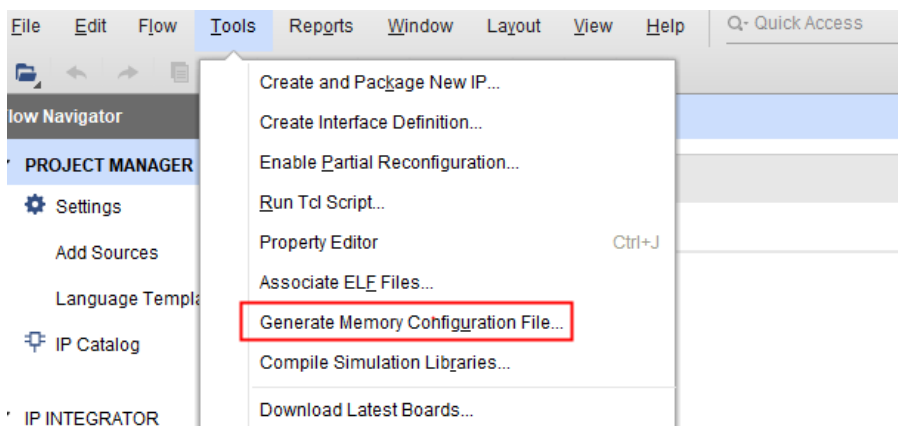 File Edit Flow Tools Reports Window Layout View Help Q- Quick Access
low Navigator
PROJECT MANAGER
Settings
Add Sources
Language Templa
IP Catalog
IP INTEGRATOR
Create and Package New IP...
Create Interface Definition...
Enable Partial Reconfiguration...
Run Tcl Script...
Property Editor Ctrl+J
Associate ELF Files...
Generate Memory Configuration File...
Compile Simulation Libraries...
Download Latest Boards...